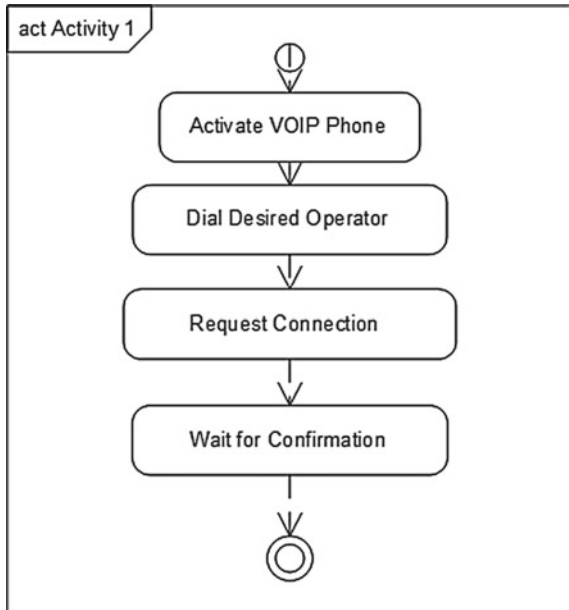 act Activity 1
Activate VOIP Phone
Dial Desired Operator
Request Connection
Wait for Confirmation